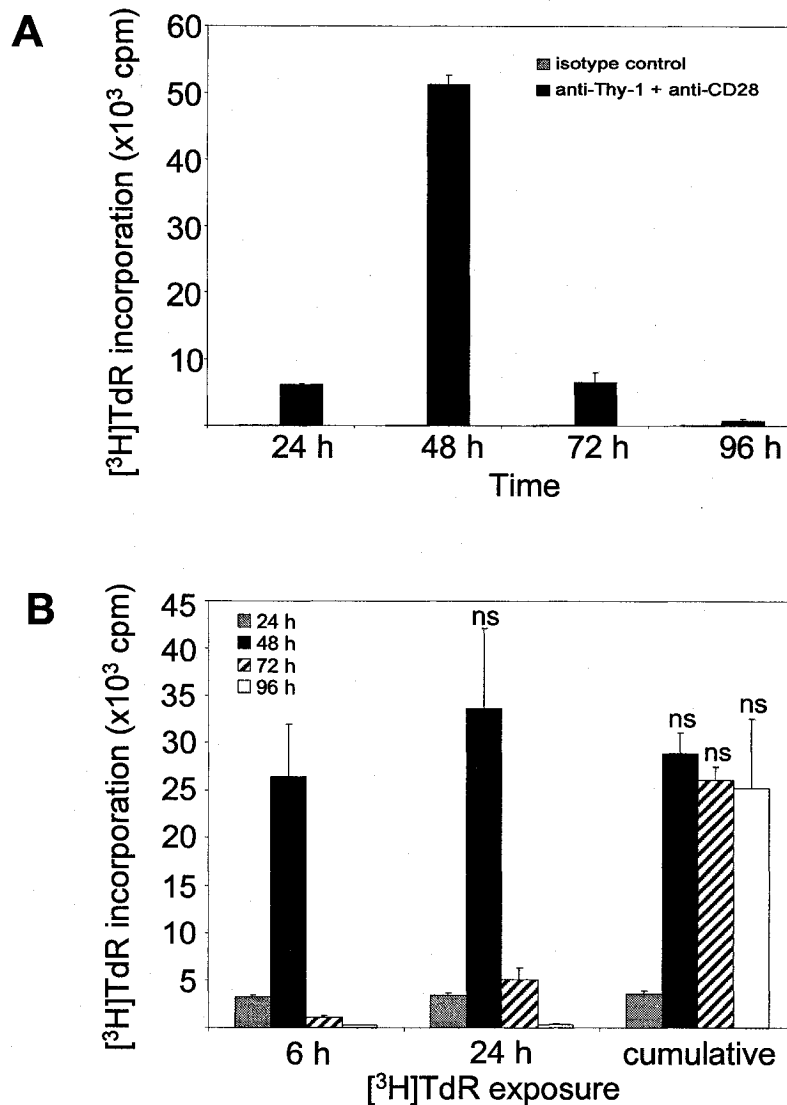 A
[³H]TdR incorporation (x10³ cpm)
60
50
40
30
20
10
isotype control
anti-Thy-1 + anti-CD28
24 h
48 h
72 h
96 h
Time
B
[³H]TdR incorporation (x10³ cpm)
45
40
35
30
25
20
15
10
5
24 h
48 h
72 h
96 h
ns
ns
ns
ns
6 h
24 h
cumulative
[³H]TdR exposure